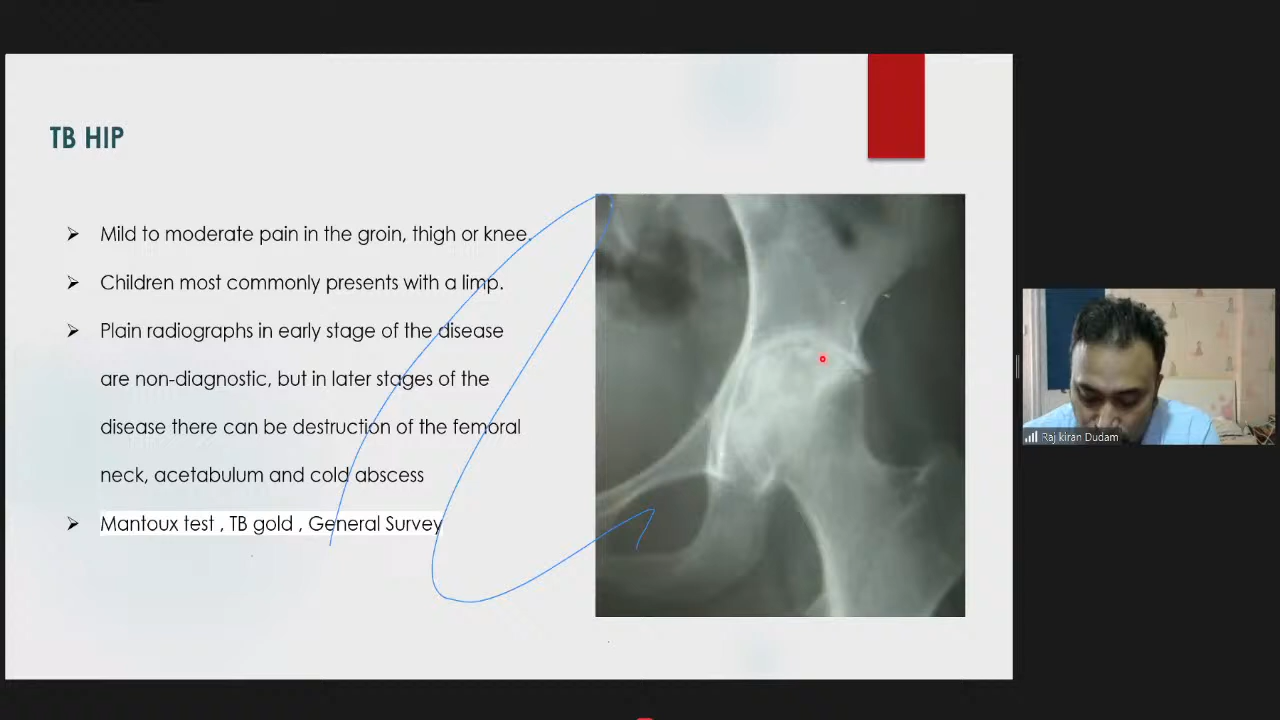 TB HIP
➢ Mild to moderate pain in the groin, thigh or knee.
➢ Children most commonly presents with a limp.
➢ Plain radiographs in early stage of the disease
are non-diagnostic, but in later stages of the
disease there can be destruction of the femoral
neck, acetabulum and cold abscess
➢ Mantoux test , TB gold , General Survey
Raj kiran Dudam